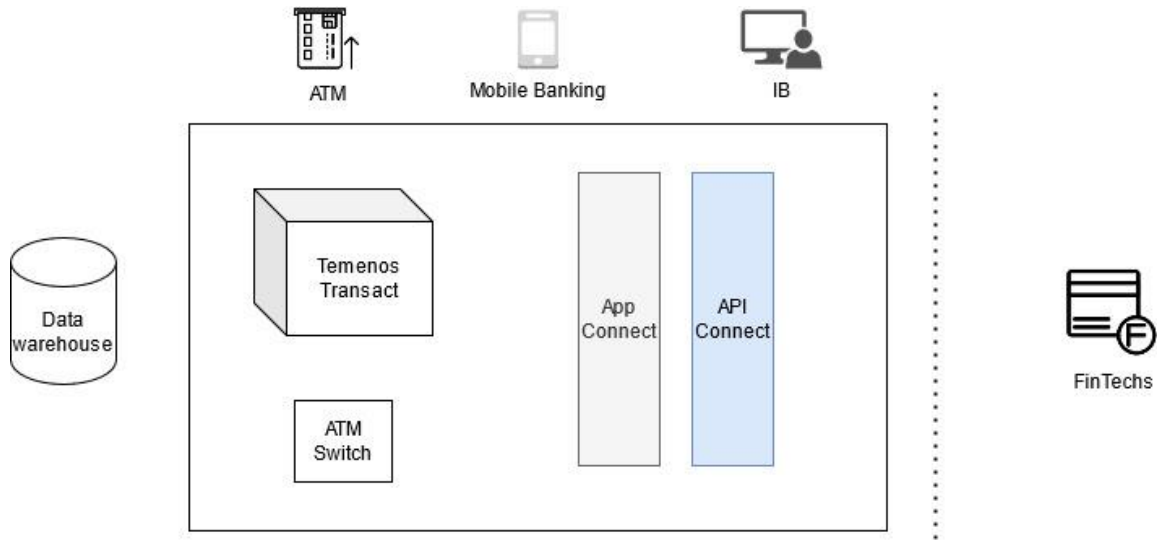 ATM
Mobile Banking
IB
Temenos
Transact
Data
warehouse
App
Connect
API
Connect
F
FinTechs
ATM
Switch